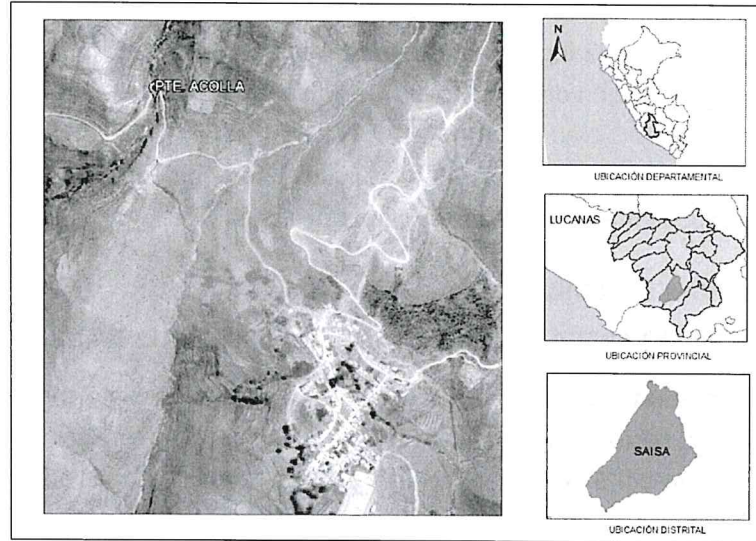 PTE. ACOLLA
N
UBICACIÓN DEPARTAMENTAL
LUCANAS
UBICACIÓN PROVINCIAL
SAISA
UBICACIÓN DISTRITAL